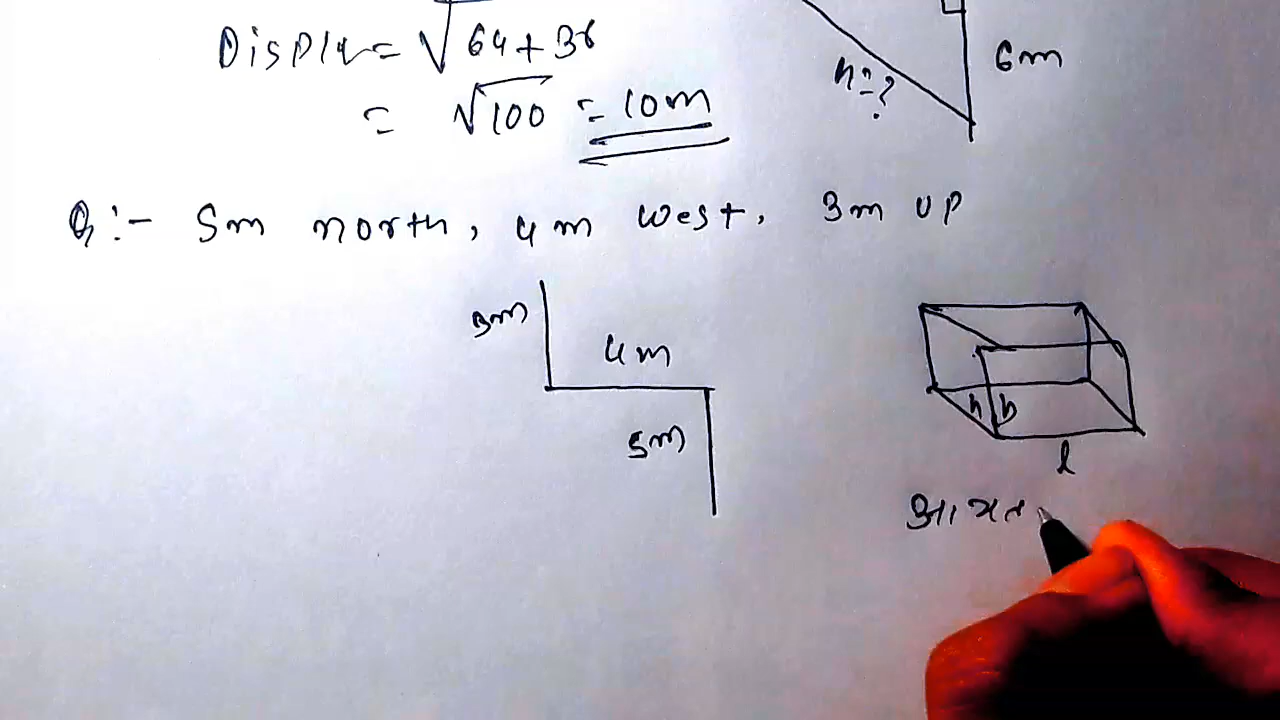 Displ = √64+36
h=?
6m
= √100 = 10m
Q:- 5m north, 4m west, 3m up
3m
4m
5m
h b
l
आयत